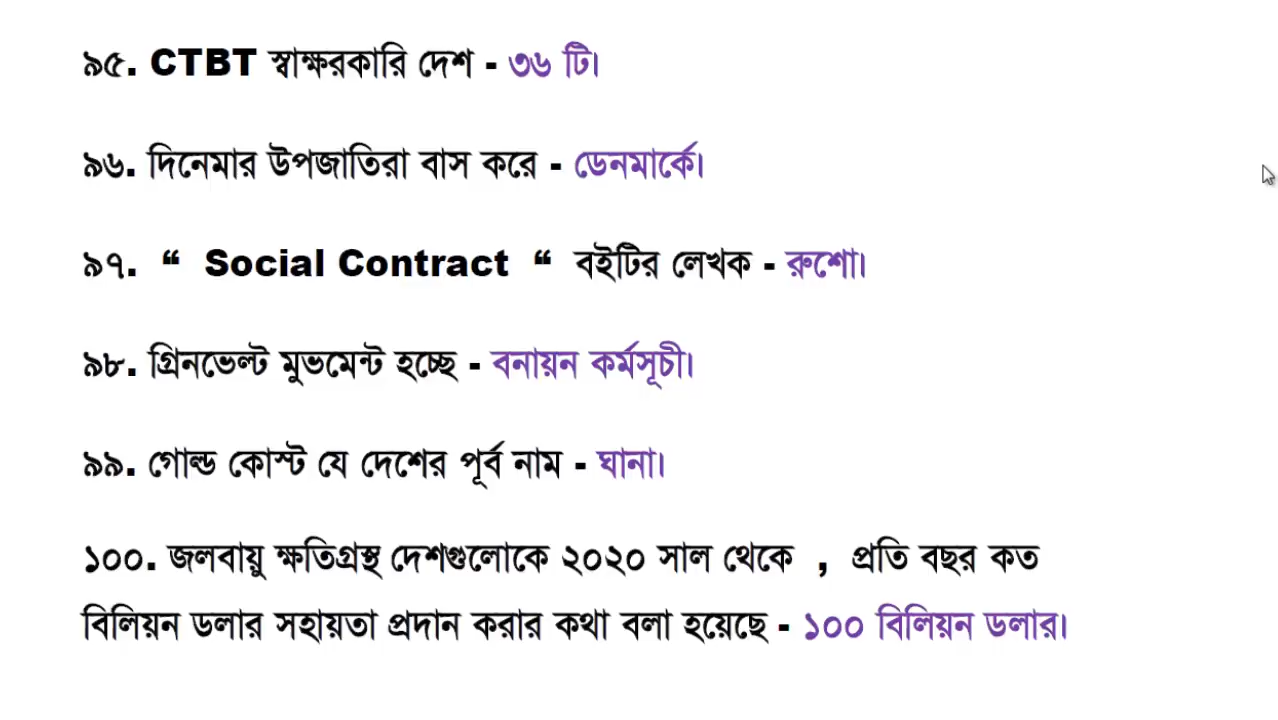 ৯৫. CTBT স্বাক্ষরকারি দেশ - ৩৬ টি।
৯৬. দিনেমার উপজাতিরা বাস করে - ডেনমার্কে।
৯৭. ❝ Social Contract ❝ বইটির লেখক - রুশো।
৯৮. গ্রিনভেল্ট মুভমেন্ট হচ্ছে - বনায়ন কর্মসূচী।
৯৯. গোল্ড কোস্ট যে দেশের পূর্ব নাম - ঘানা।
১০০. জলবায়ু ক্ষতিগ্রস্থ দেশগুলোকে ২০২০ সাল থেকে , প্রতি বছর কত
বিলিয়ন ডলার সহায়তা প্রদান করার কথা বলা হয়েছে - ১০০ বিলিয়ন ডলার।